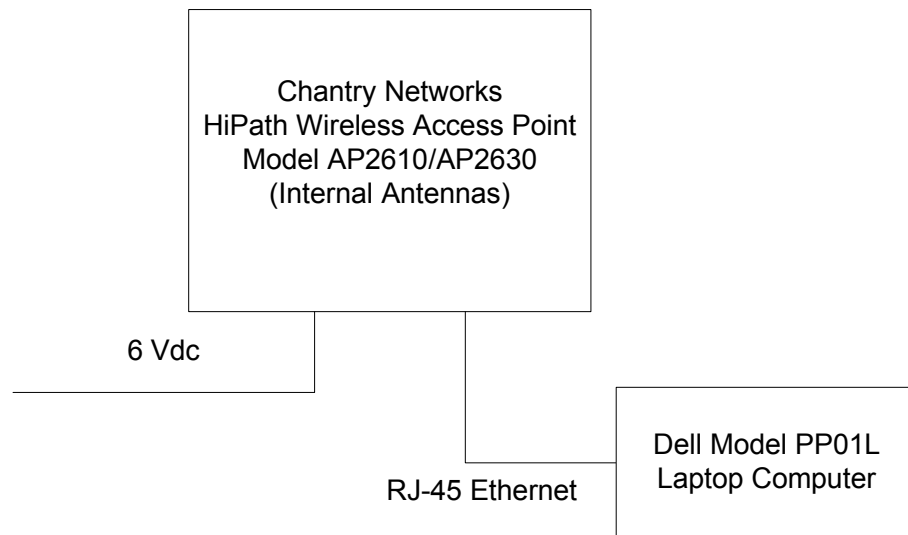 Chantry Networks
HiPath Wireless Access Point
Model AP2610/AP2630
(Internal Antennas)
6 Vdc
RJ-45 Ethernet
Dell Model PP01L
Laptop Computer